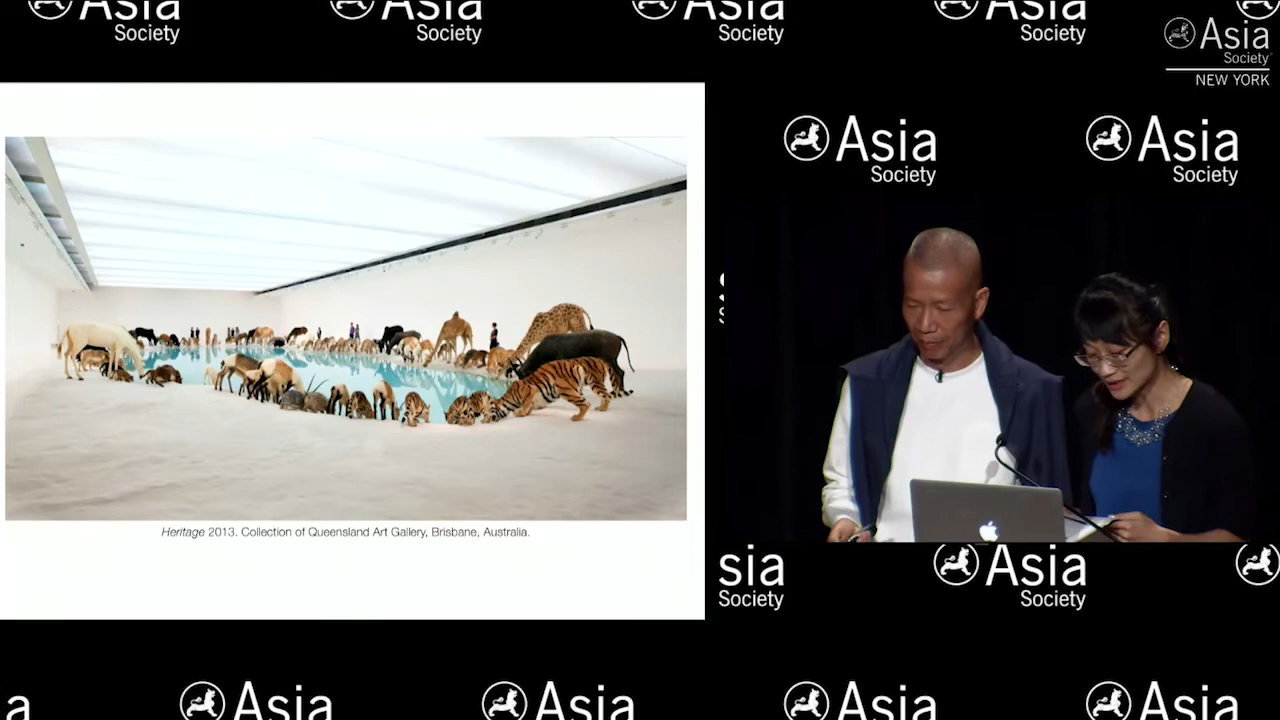 Asia
Society
Asia
Society
Asia
Society
Asia
Society
Asia
Society
NEW YORK
Asia
Society
Asia
Society
Heritage 2013. Collection of Queensland Art Gallery, Brisbane, Australia.
sia
Society
Asia
Society
a
Asia
Asia
Asia
Asia